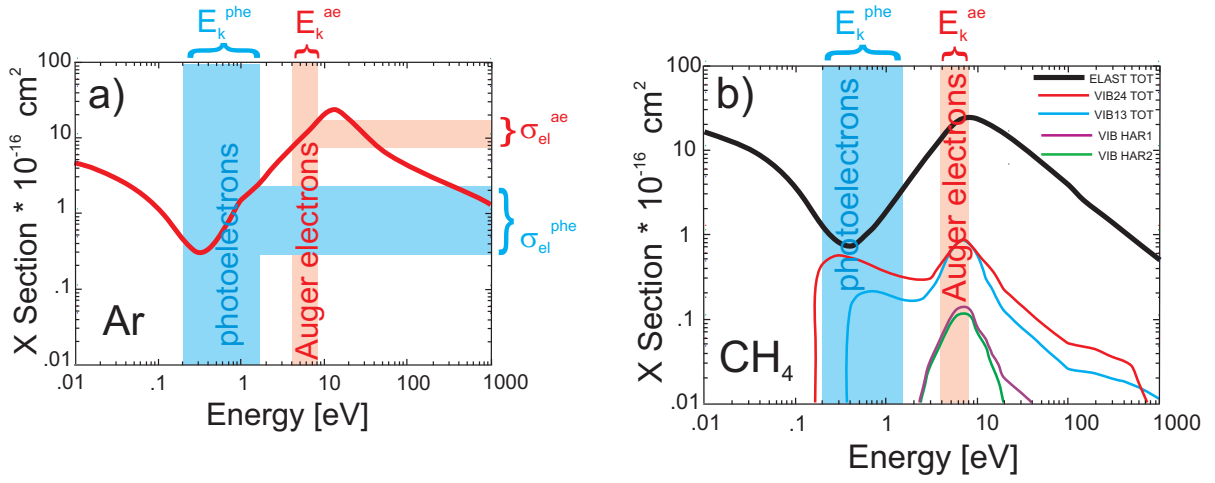 E_k^phe
E_k^ae
a)
X Section * 10^-16 cm^2
100
10
1
.1
.01
photoelectrons
Auger electrons
σ_el^ae
σ_el^phe
Ar
.01
.1
1
10
100
1000
Energy [eV]
E_k^phe
E_k^ae
b)
X Section * 10^-16 cm^2
100
10
1
0.1
.01
photoelectrons
Auger electrons
ELAST TOT
VIB24 TOT
VIB13 TOT
VIB HAR1
VIB HAR2
CH_4
.01
.1
1
10
100
1000
Energy [eV]